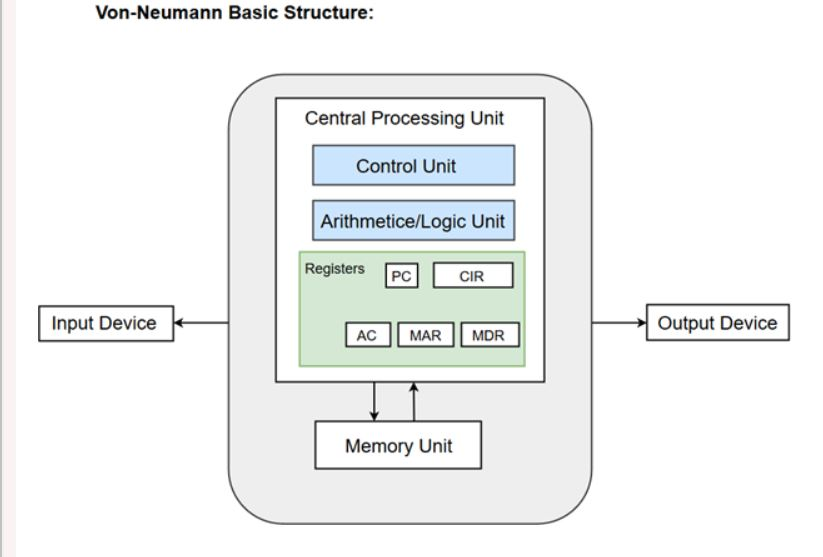 Von-Neumann Basic Structure:
Central Processing Unit
Control Unit
Arithmetice/Logic Unit
Registers
PC
CIR
AC
MAR
MDR
Input Device
Output Device
Memory Unit